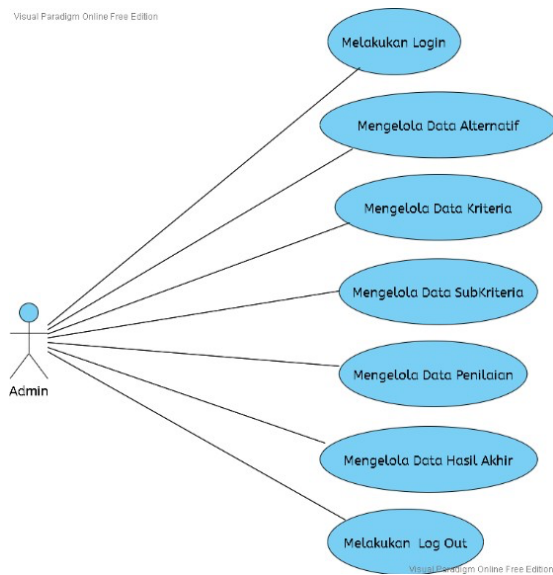 Visual Paradigm Online Free Edition
Melakukan Login
Mengelola Data Alternatif
Mengelola Data Kriteria
Mengelola Data SubKriteria
Admin
Mengelola Data Penilaian
Mengelola Data Hasil Akhir
Melakukan Log Out
Visual Paradigm Online Free Edition